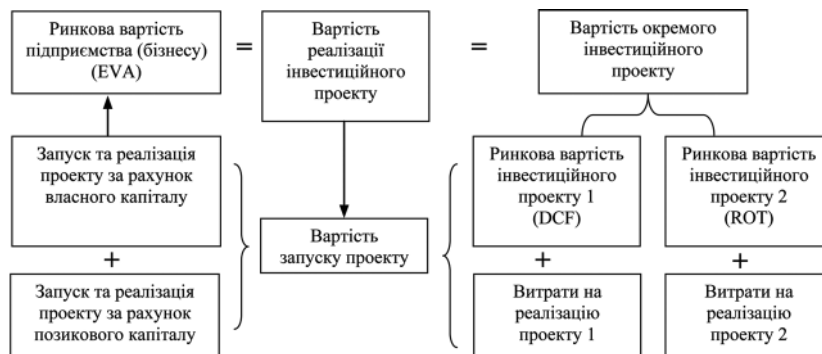 Ринкова вартість
підприємства (бізнесу)
(EVA)
=
Вартість
реалізації
інвестиційного
проекту
=
Вартість окремого
інвестиційного
проекту
Запуск та реалізація
проекту за рахунок
власного капіталу
+
Запуск та реалізація
проекту за рахунок
позикового капіталу
Вартість
запуску проекту
Ринкова вартість
інвестиційного
проекту 1
(DCF)
+
Витрати на
реалізацію
проекту 1
Ринкова вартість
інвестиційного
проекту 2
(ROT)
+
Витрати на
реалізацію
проекту 2